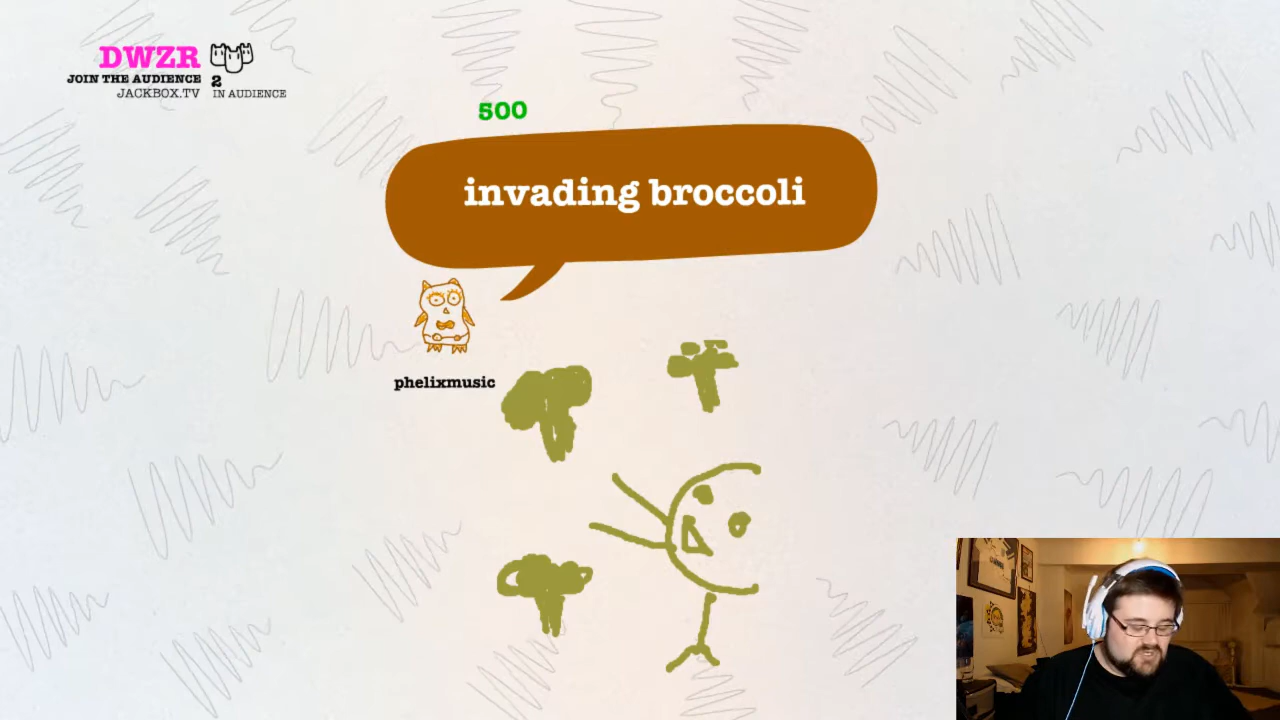 DWZR
JOIN THE AUDIENCE
JACKBOX.TV
2
IN AUDIENCE
500
invading broccoli
phelixmusic